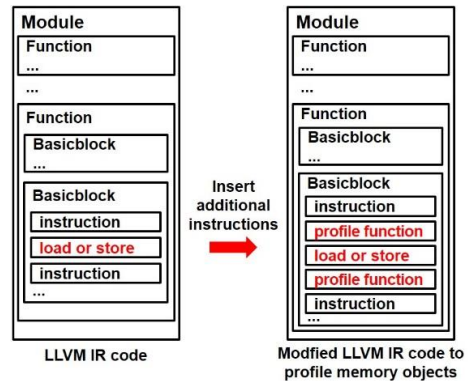 Module
Function
...
...
Function
Basicblock
...
Basicblock
instruction
load or store
instruction
...
LLVM IR code
Insert
additional
instructions
Module
Function
...
...
Function
Basicblock
...
Basicblock
instruction
profile function
load or store
profile function
instruction
...
Modfied LLVM IR code to
profile memory objects